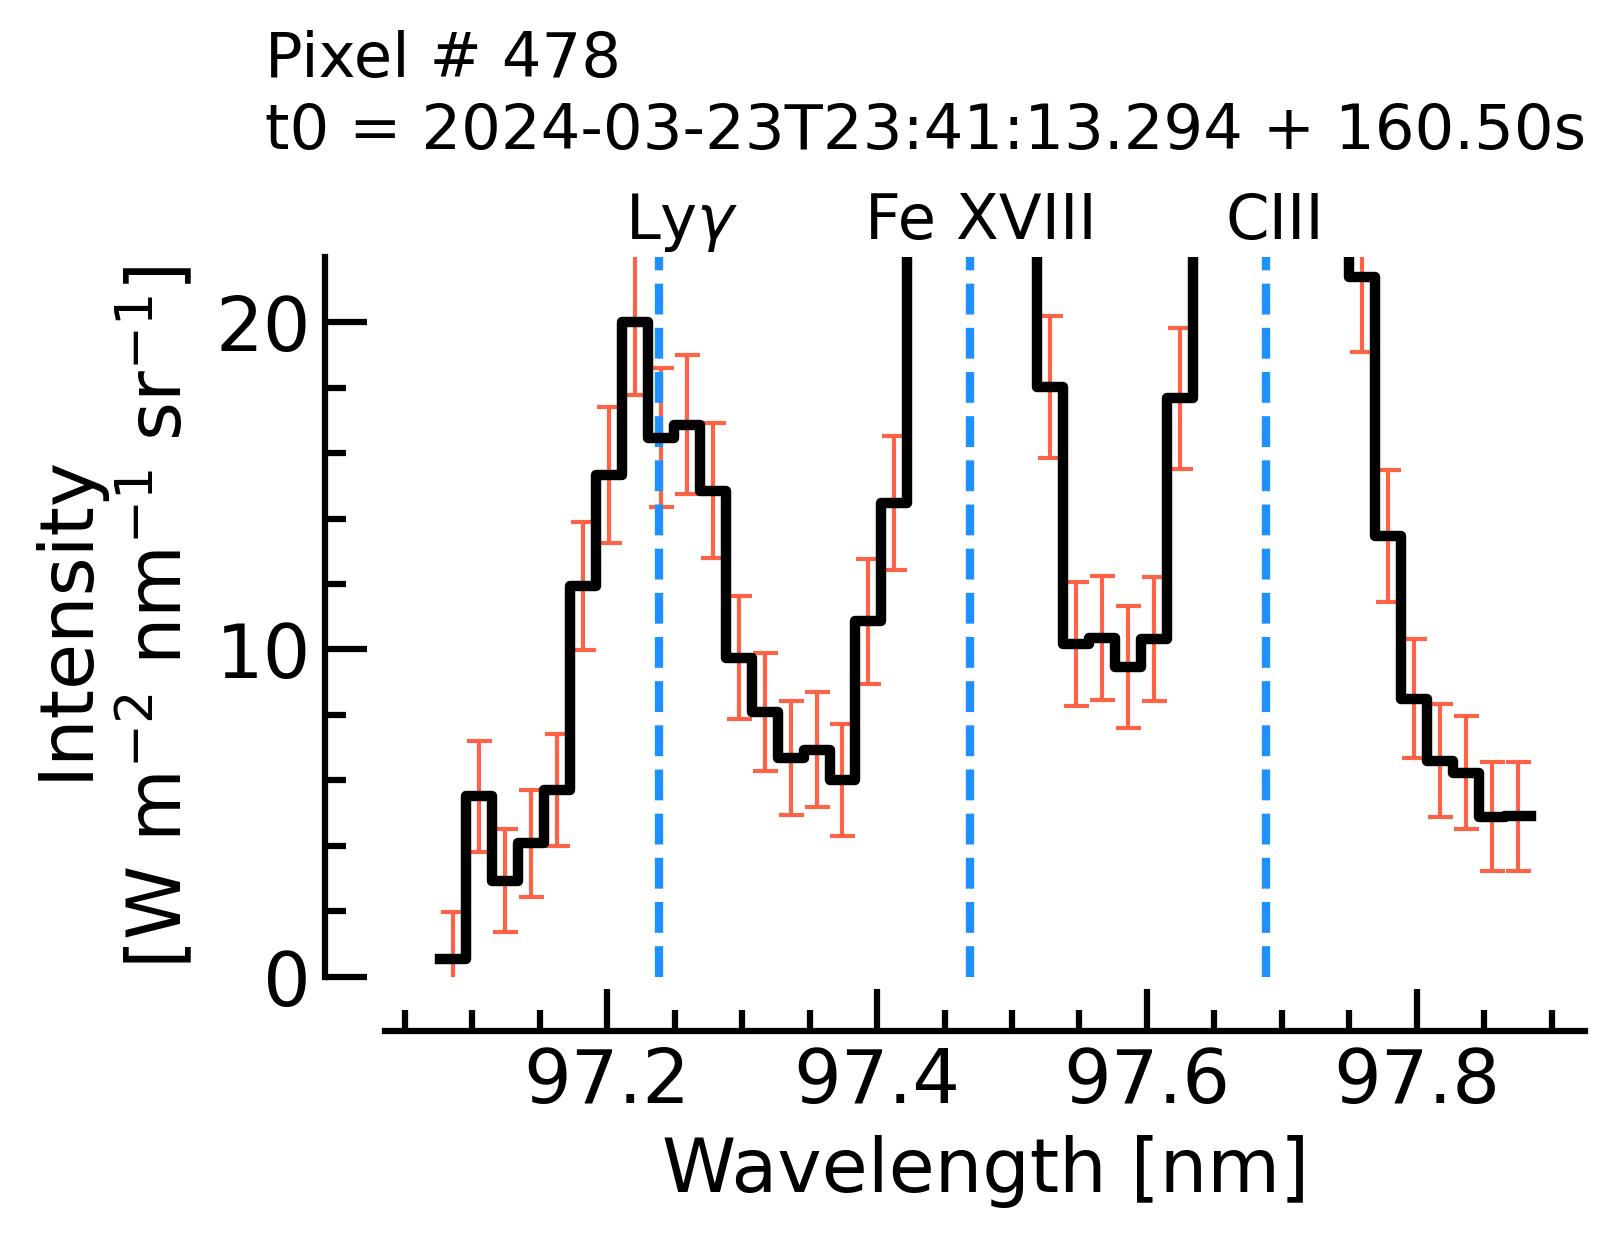 Pixel # 478
t0 = 2024-03-23T23:41:13.294 + 160.50s
Lyγ Fe XVIII CIII
Intensity
[W m⁻² nm⁻¹ sr⁻¹]
20
10
0
97.2 97.4 97.6 97.8
Wavelength [nm]